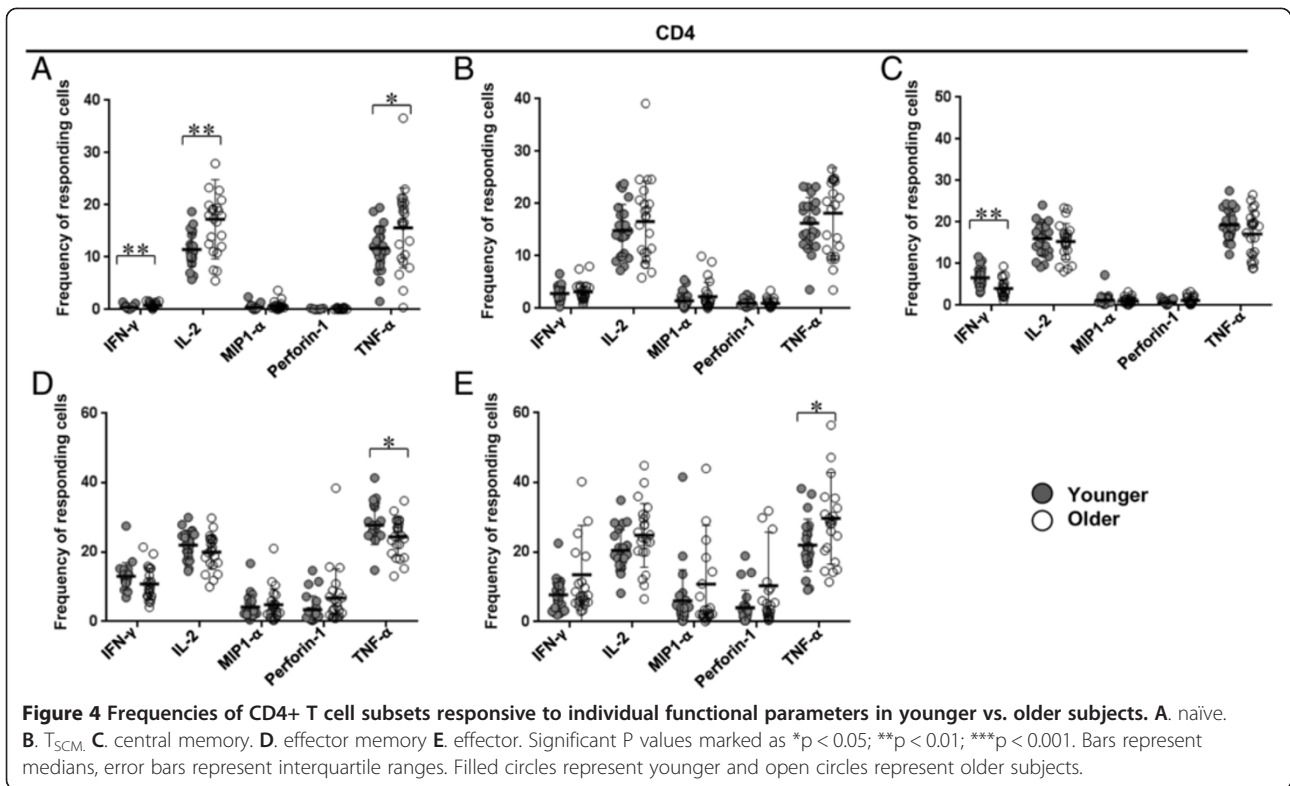 CD4
A
B
C
Frequency of responding cells
40
30
20
10
0
**
**
*
IFN-γ
IL-2
MIP1-α
Perforin-1
TNF-α
Frequency of responding cells
40
30
20
10
0
IFN-γ
IL-2
MIP1-α
Perforin-1
TNF-α
Frequency of responding cells
50
40
30
20
10
0
**
IFN-γ
IL-2
MIP1-α
Perforin-1
TNF-α
D
E
Frequency of responding cells
60
40
20
0
*
IFN-γ
IL-2
MIP1-α
Perforin-1
TNF-α
Frequency of responding cells
60
40
20
0
*
IFN-γ
IL-2
MIP1-α
Perforin-1
TNF-α
Younger
Older
Figure 4 Frequencies of CD4+ T cell subsets responsive to individual functional parameters in younger vs. older subjects. A. naïve.
B. TSCM. C. central memory. D. effector memory E. effector. Significant P values marked as *p < 0.05; **p < 0.01; ***p < 0.001. Bars represent
medians, error bars represent interquartile ranges. Filled circles represent younger and open circles represent older subjects.